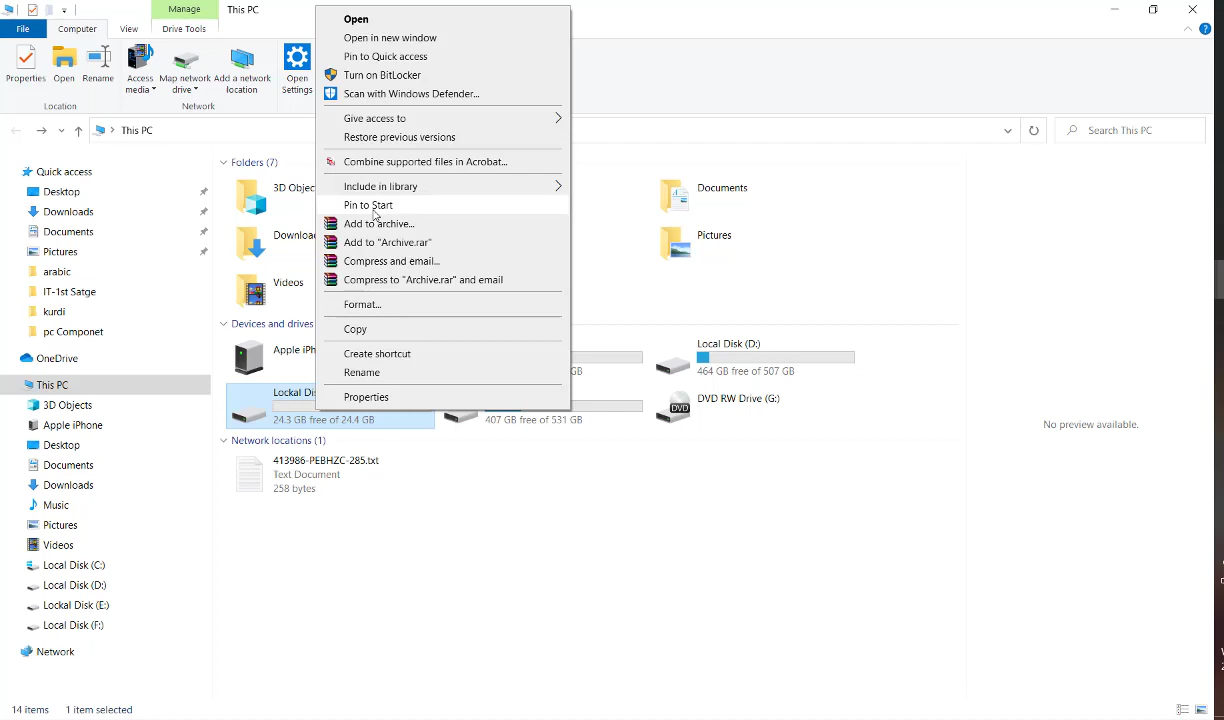 Manage
This PC
File
Computer
View
Drive Tools
Properties
Open
Rename
Access media
Map network drive
Add a network location
Open Settings
Location
Network
This PC
Search This PC
Quick access
Desktop
Downloads
Documents
Pictures
arabic
IT-1st Satge
kurdi
pc Componet
OneDrive
This PC
3D Objects
Apple iPhone
Desktop
Documents
Downloads
Music
Pictures
Videos
Local Disk (C:)
Local Disk (D:)
Lockal Disk (E:)
Local Disk (F:)
Network
Open
Open in new window
Pin to Quick access
Turn on BitLocker
Scan with Windows Defender...
Give access to
Restore previous versions
Combine supported files in Acrobat...
Include in library
Pin to Start
Add to archive...
Add to "Archive.rar"
Compress and email...
Compress to "Archive.rar" and email
Format...
Copy
Create shortcut
Rename
Properties
Folders (7)
3D Objec
Documents
Downloa
Pictures
Videos
Devices and drives
Apple iPh
GB
Local Disk (D:)
464 GB free of 507 GB
Lockal Dis
24.3 GB free of 24.4 GB
407 GB free of 531 GB
DVD RW Drive (G:)
DVD
Network locations (1)
413986-PEBHZC-285.txt
Text Document
258 bytes
No preview available.
14 items
1 item selected